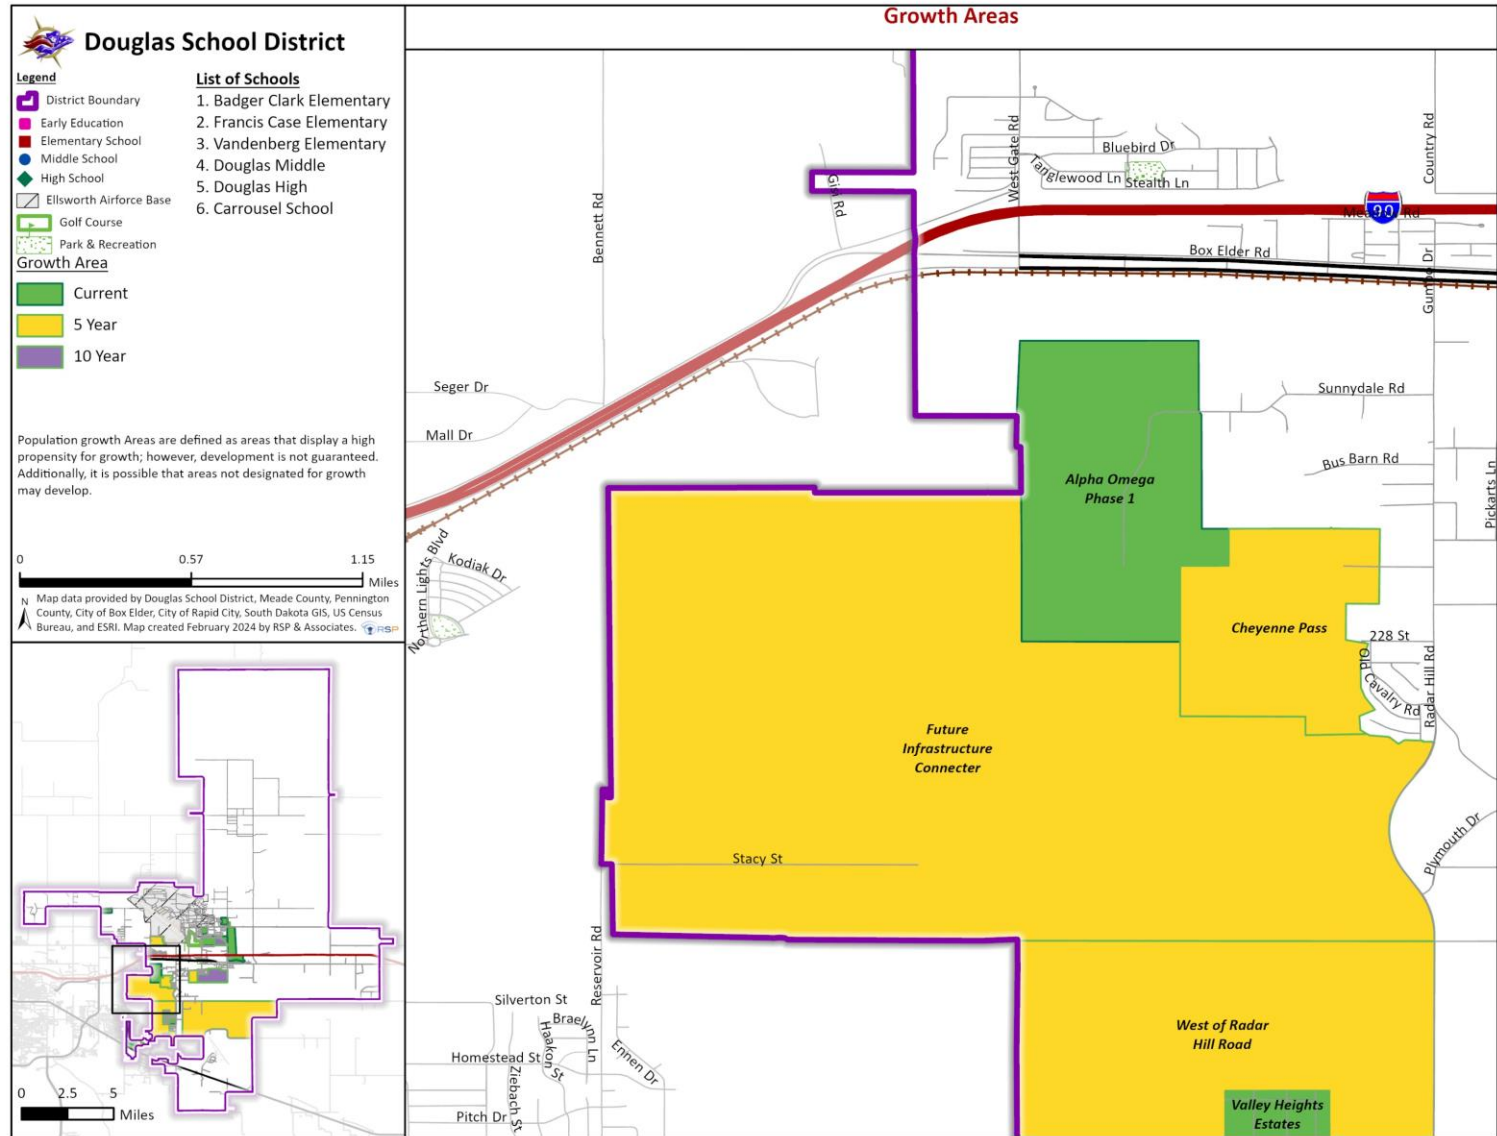 Growth Areas
Douglas School District
Legend
District Boundary
Early Education
Elementary School
Middle School
High School
Ellsworth Airforce Base
Golf Course
Park & Recreation
List of Schools
1. Badger Clark Elementary
2. Francis Case Elementary
3. Vandenberg Elementary
4. Douglas Middle
5. Douglas High
6. Carrousel School
Growth Area
Current
5 Year
10 Year
Population growth Areas are defined as areas that display a high
propensity for growth; however, development is not guaranteed.
Additionally, it is possible that areas not designated for growth
may develop.
0 0.57 1.15
Miles
N
Map data provided by Douglas School District, Meade County, Pennington
County, City of Box Elder, City of Rapid City, South Dakota GIS, US Census
Bureau, and ESRI. Map created February 2024 by RSP & Associates.
RSP
0 2.5 5
Miles
Bennett Rd
Gish Rd
West Gate Rd
Bluebird Dr
Tanglewood Ln
Stealth Ln
Country Rd
90
Box Elder Rd
Gumbo Dr
Seger Dr
Mall Dr
Sunnydale Rd
Bus Barn Rd
Pickarts Ln
Alpha Omega
Phase 1
Northern Lights Blvd
Kodiak Dr
Cheyenne Pass
228 St
Old Cavalry Rd
Radar Hill Rd
Future
Infrastructure
Connecter
Stacy St
Plymouth Dr
Reservoir Rd
Silverton St
Braelynn Ln
Haakon St
Homestead St
Ennen Dr
Ziebach St
Pitch Dr
West of Radar
Hill Road
Valley Heights
Estates